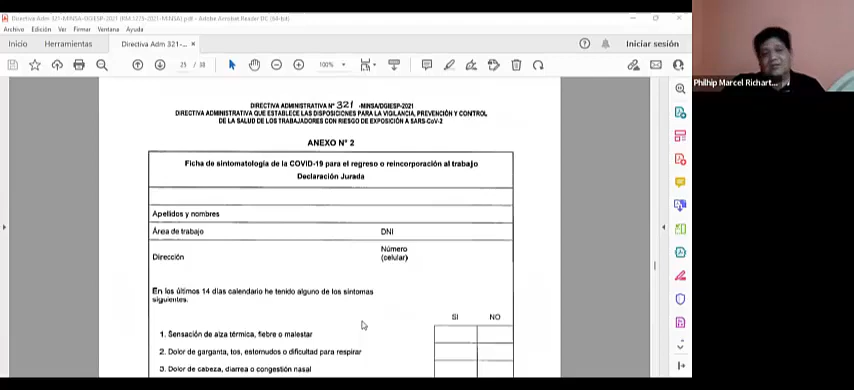 Directiva Adm 321-MINSA-DGIESP-2021 (RM 1275-2021-MINSA).pdf - Adobe Acrobat Reader DC (64-bit)
Archivo Edición Ver Firmar Ventana Ayuda
Inicio Herramientas Directiva Adm 321-... × Iniciar sesión
25 / 38 100%
DIRECTIVA ADMINISTRATIVA N° 321 -MINSA/DGIESP-2021
DIRECTIVA ADMINISTRATIVA QUE ESTABLECE LAS DISPOSICIONES PARA LA VIGILANCIA, PREVENCIÓN Y CONTROL
DE LA SALUD DE LOS TRABAJADORES CON RIESGO DE EXPOSICIÓN A SARS-CoV-2
ANEXO N° 2
Ficha de sintomatología de la COVID-19 para el regreso o reincorporación al trabajo
Declaración Jurada
Apellidos y nombres
Área de trabajo DNI
Dirección Número
(celular)
En los últimos 14 días calendario he tenido alguno de los síntomas
siguientes.
SI NO
1. Sensación de alza térmica, fiebre o malestar
2. Dolor de garganta, tos, estornudos o dificultad para respirar
3. Dolor de cabeza, diarrea o congestión nasal
Philhip Marcel Richart...